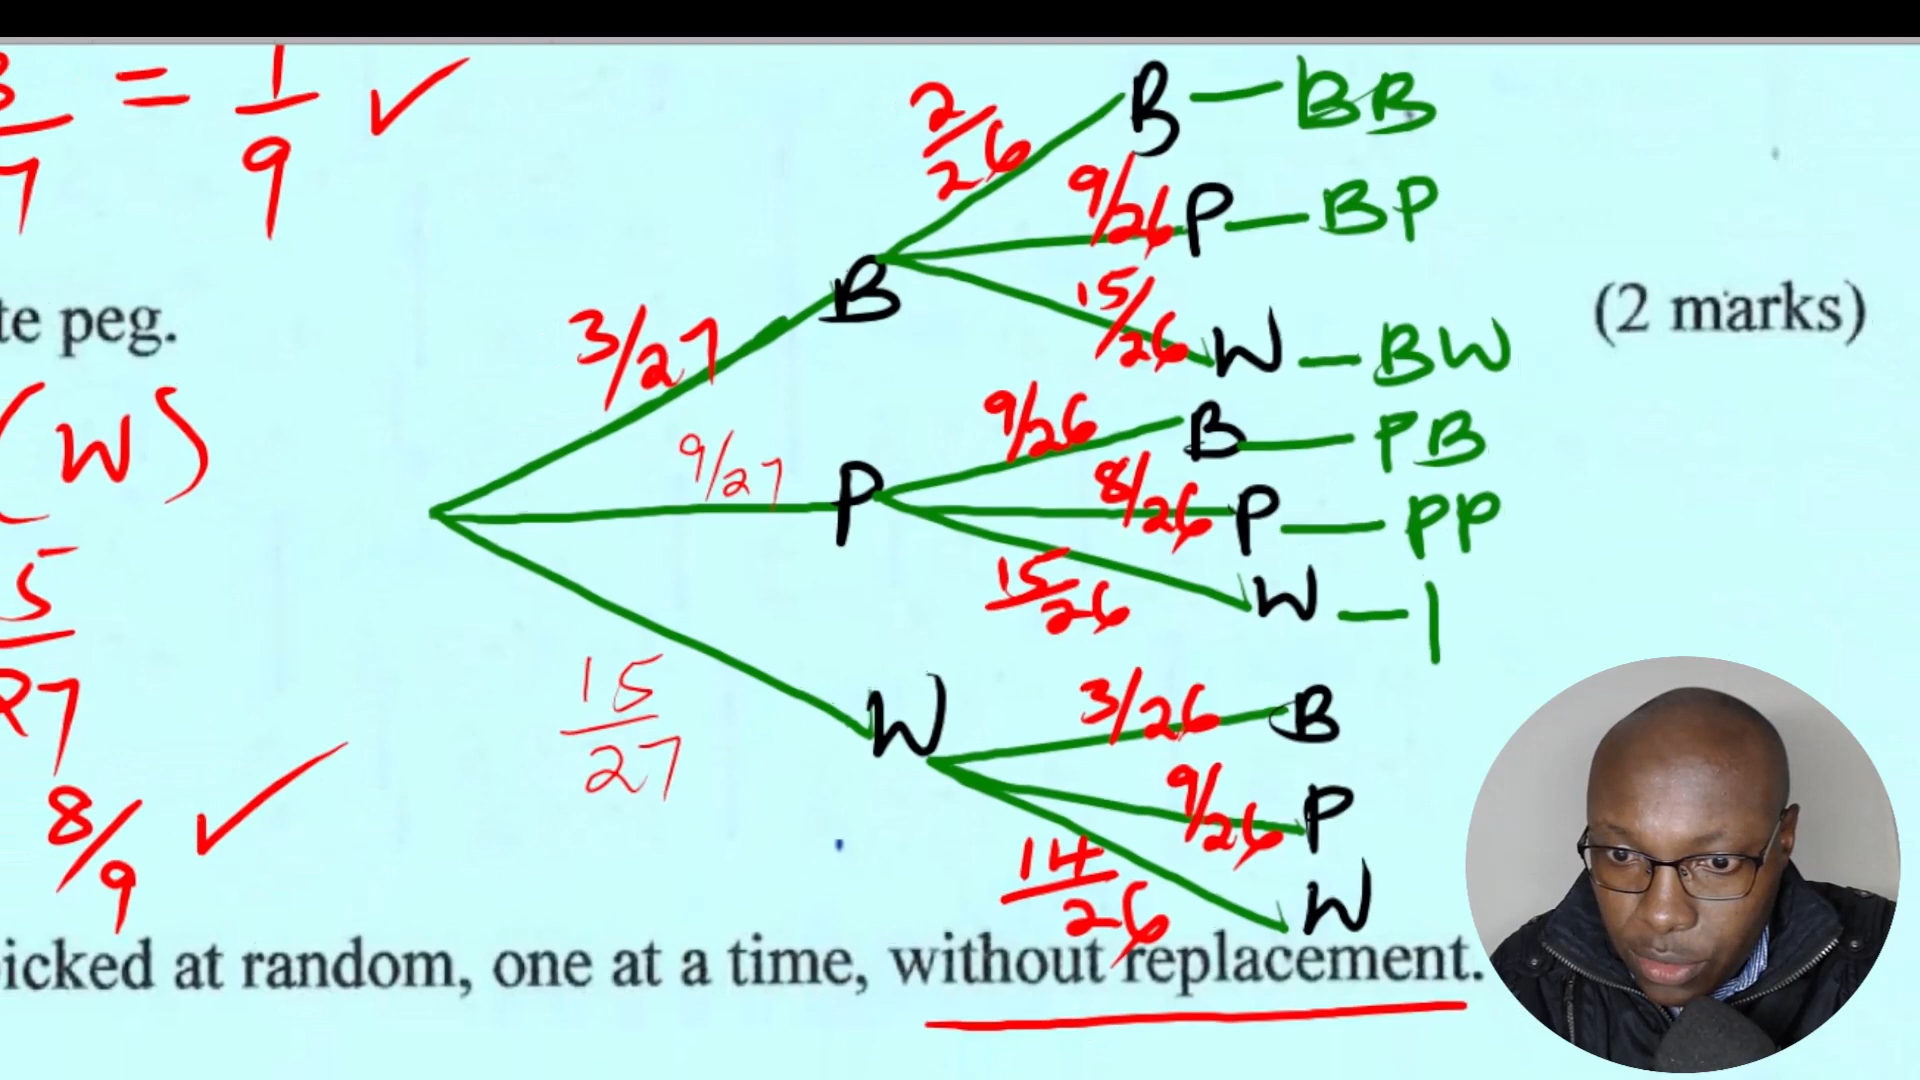 = 1/9 ✓
2/26 B — BB
9/26 P — BP
3/27 B 15/26 W — BW
te peg. (2 marks)
(W)
9/26 B — PB
9/27 P 8/26 P — PP
15/26 W —
5
27
15/27 W 3/26 B
8/9 ✓ 9/26 P
14/26 W
icked at random, one at a time, without replacement.